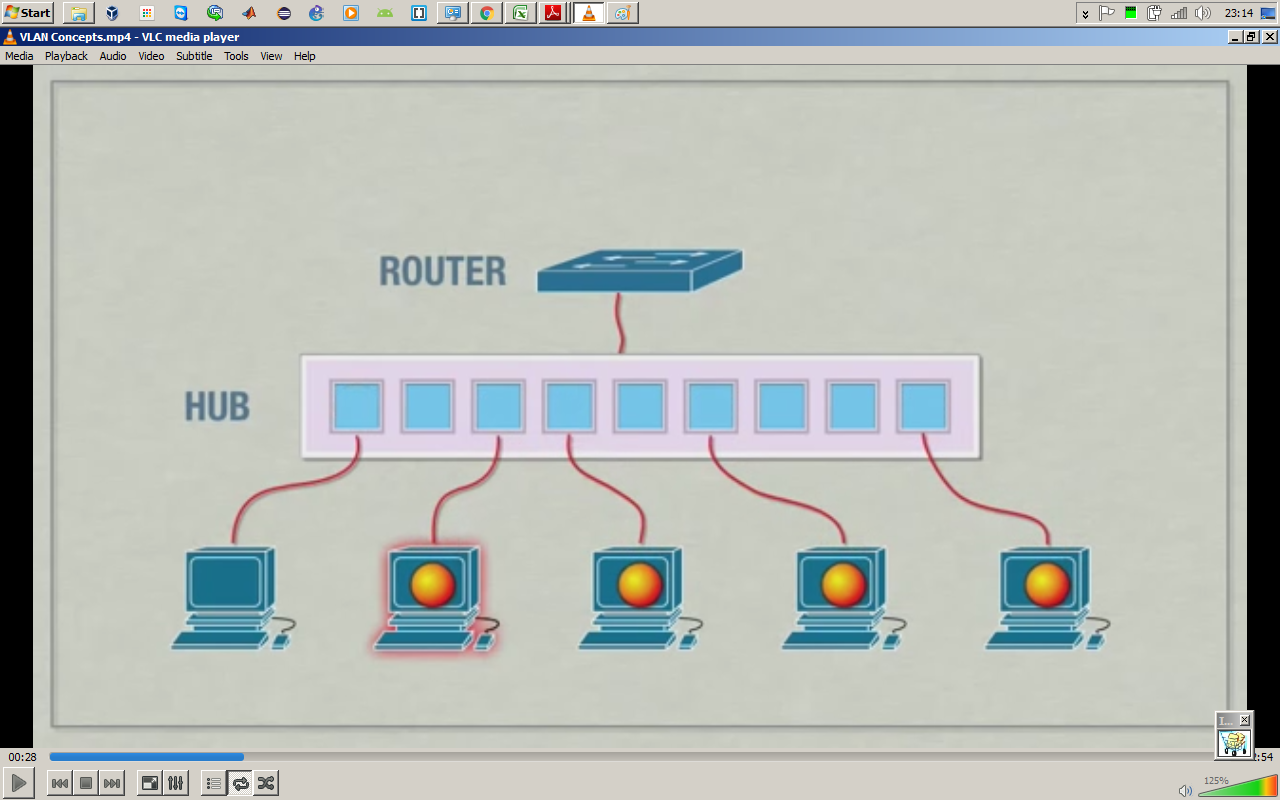 Start
23:14
VLAN Concepts.mp4 - VLC media player
Media Playback Audio Video Subtitle Tools View Help
ROUTER
HUB
I...
00:28
:54
125%